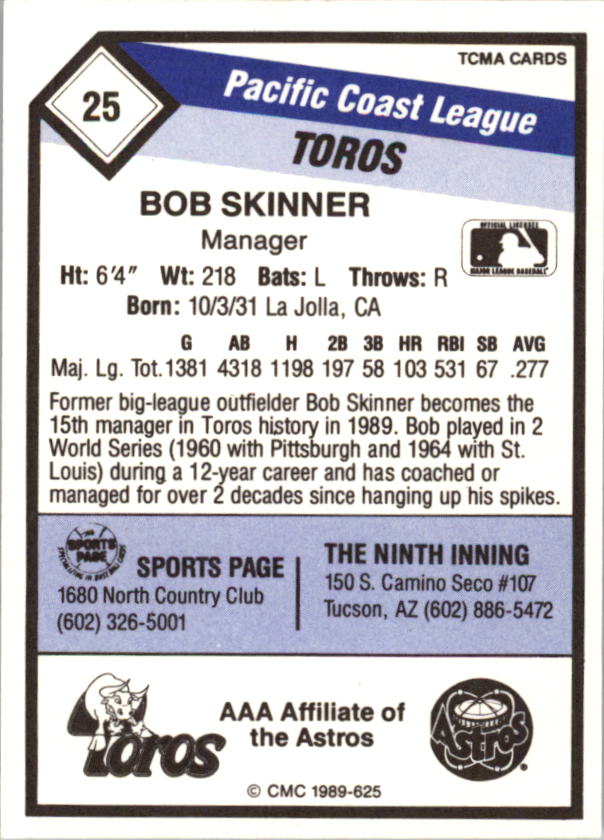 TCMA CARDS
25
Pacific Coast League
TOROS
BOB SKINNER
Manager
OFFICIAL LICENSEE
MAJOR LEAGUE BASEBALL
Ht: 6'4" Wt: 218 Bats: L Throws: R
Born: 10/3/31 La Jolla, CA
G AB H 2B 3B HR RBI SB AVG
Maj. Lg. Tot. 1381 4318 1198 197 58 103 531 67 .277
Former big-league outfielder Bob Skinner becomes the
15th manager in Toros history in 1989. Bob played in 2
World Series (1960 with Pittsburgh and 1964 with St.
Louis) during a 12-year career and has coached or
managed for over 2 decades since hanging up his spikes.
THE
SPORTS
PAGE
SPECIALIZING IN BASEBALL CARDS
SPORTS PAGE
1680 North Country Club
(602) 326-5001
THE NINTH INNING
150 S. Camino Seco #107
Tucson, AZ (602) 886-5472
Toros
AAA Affiliate of
the Astros
Astros
®
© CMC 1989-625